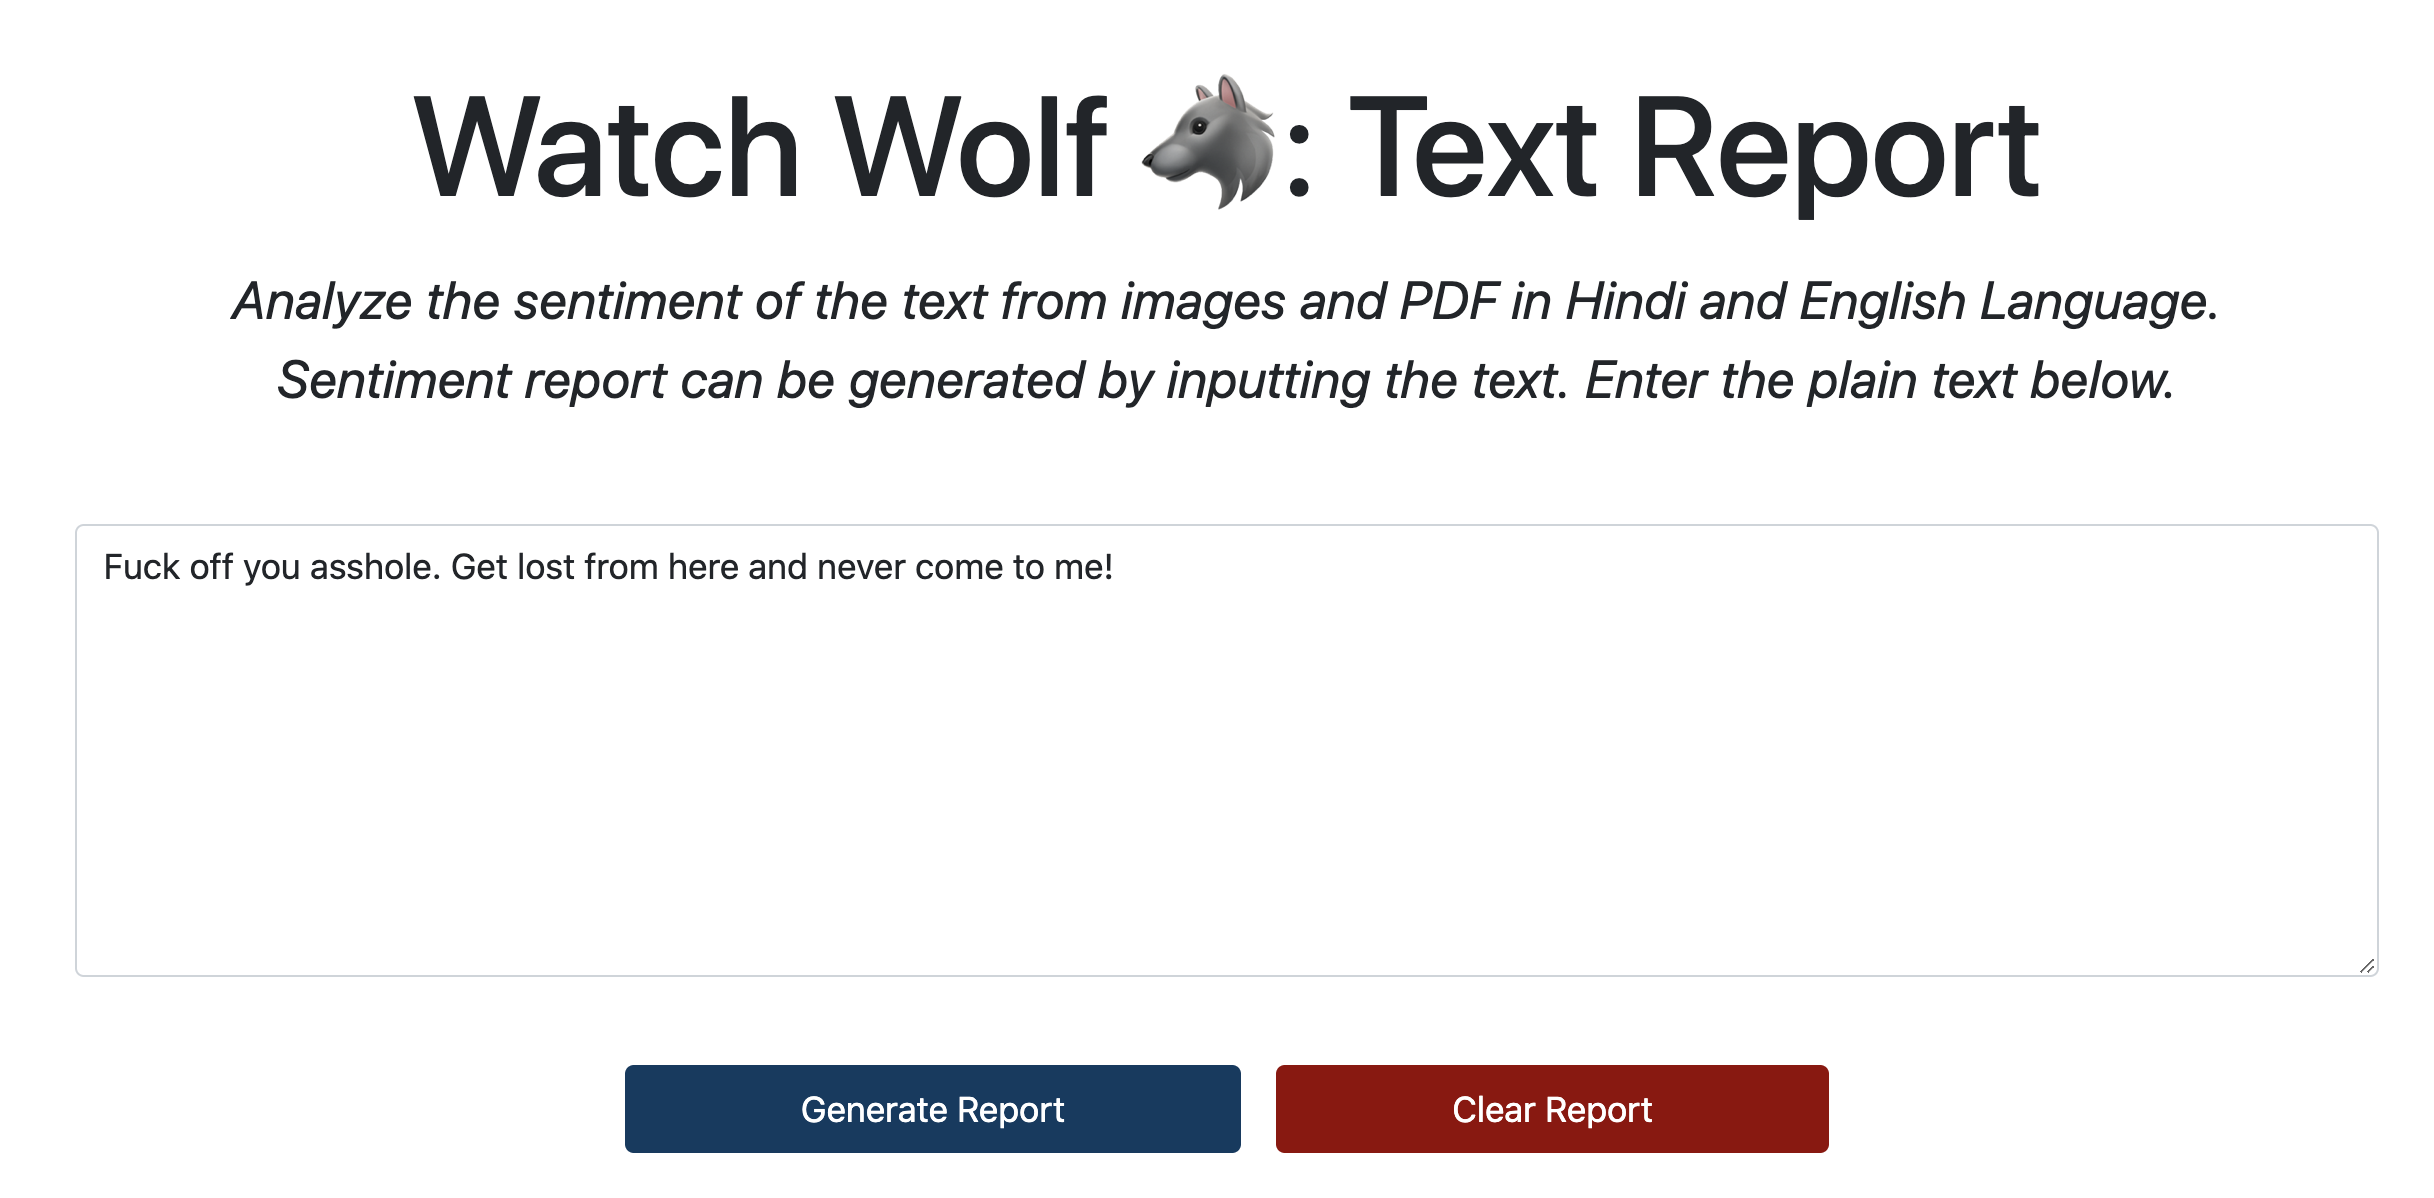 Watch Wolf 🐺: Text Report
Analyze the sentiment of the text from images and PDF in Hindi and English Language.
Sentiment report can be generated by inputting the text. Enter the plain text below.
Fuck off you asshole. Get lost from here and never come to me!
Generate Report
Clear Report